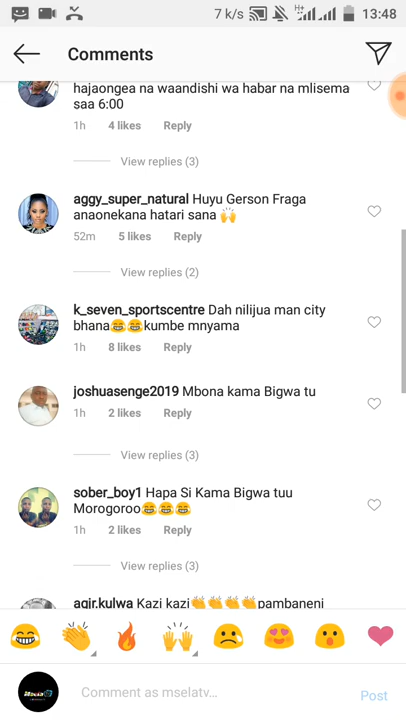 7 k/s
13:48
Comments
hajaongea na waandishi wa habar na mlisema
saa 6:00
1h 4 likes Reply
View replies (3)
aggy_super_natural Huyu Gerson Fraga
anaonekana hatari sana 🙌
52m 5 likes Reply
View replies (2)
k_seven_sportscentre Dah nilijua man city
bhana😂😂kumbe mnyama
1h 8 likes Reply
joshuasenge2019 Mbona kama Bigwa tu
1h 2 likes Reply
View replies (3)
sober_boy1 Hapa Si Kama Bigwa tuu
Morogoroo😂😂😂
1h 2 likes Reply
View replies (3)
agir.kulwa Kazi kazi👏👏👏👏pambaneni
Comment as mselatv... Post